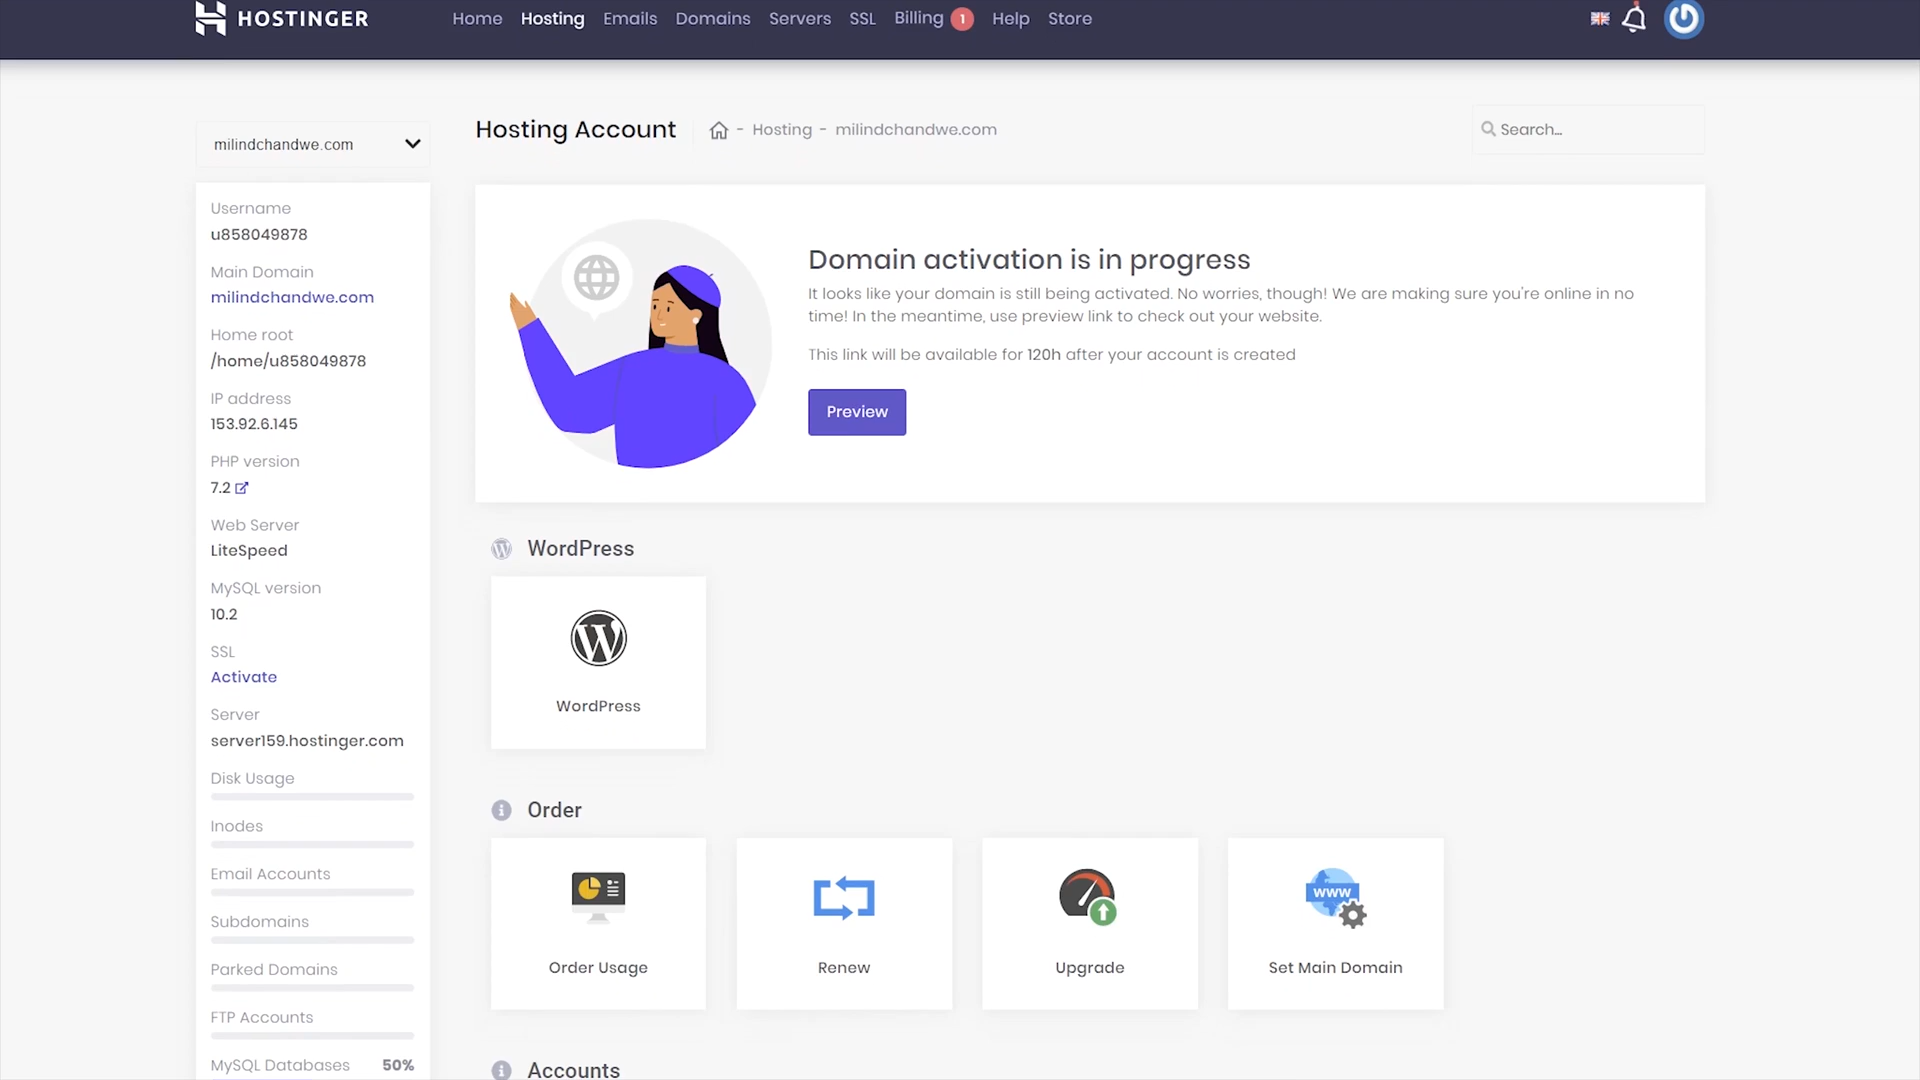 HOSTINGER
Home Hosting Emails Domains Servers SSL Billing 1 Help Store
milindchandwe.com
Hosting Account
- Hosting - milindchandwe.com
Search...
Username
u858049878
Main Domain
milindchandwe.com
Home root
/home/u858049878
IP address
153.92.6.145
PHP version
7.2
Web Server
LiteSpeed
MySQL version
10.2
SSL
Activate
Server
server159.hostinger.com
Disk Usage
Inodes
Email Accounts
Subdomains
Parked Domains
FTP Accounts
MySQL Databases 50%
Domain activation is in progress
It looks like your domain is still being activated. No worries, though! We are making sure you're online in no
time! In the meantime, use preview link to check out your website.
This link will be available for 120h after your account is created
Preview
WordPress
WordPress
Order
Order Usage
Renew
Upgrade
www
Set Main Domain
Accounts